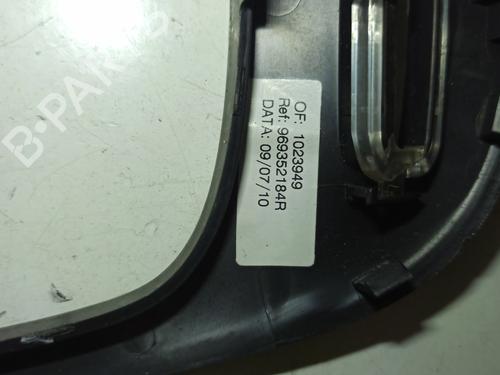 OF: 1023949
Ref: 969352184R
DATA: 09/07/10
B-PARTS